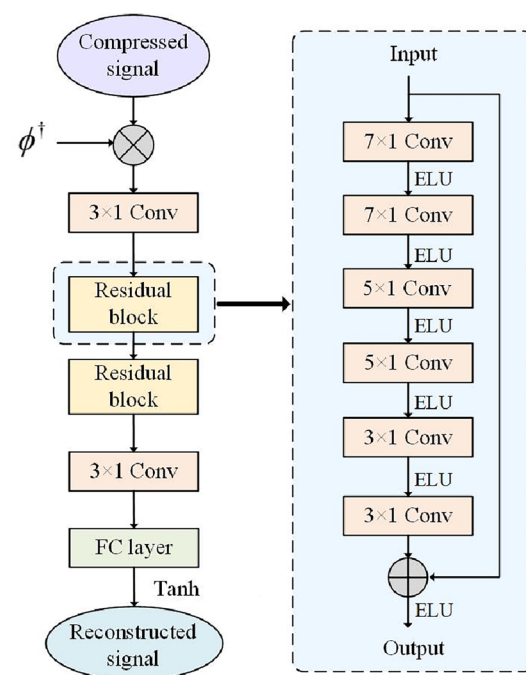 Compressed
signal
ϕ†
3×1 Conv
Residual
block
Residual
block
3×1 Conv
FC layer
Tanh
Reconstructed
signal
Input
7×1 Conv
ELU
7×1 Conv
ELU
5×1 Conv
ELU
5×1 Conv
ELU
3×1 Conv
ELU
3×1 Conv
ELU
Output